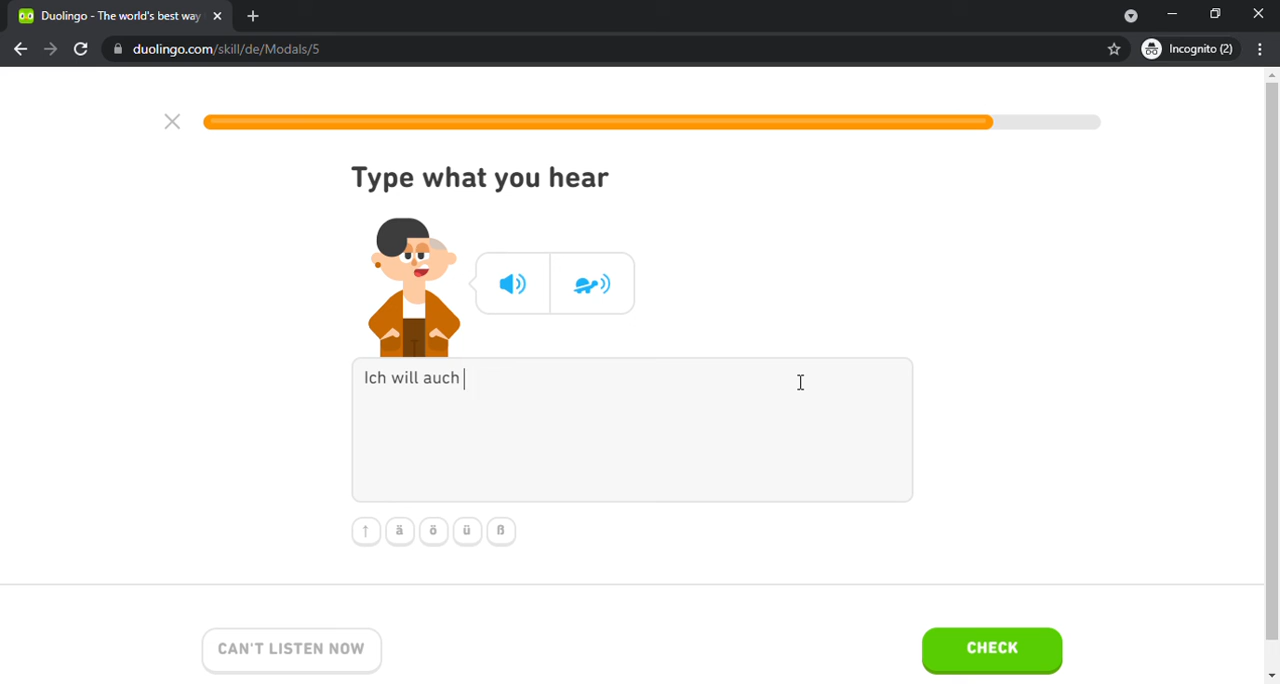 Duolingo - The world's best way
duolingo.com/skill/de/Modals/5
Incognito (2)
Type what you hear
Ich will auch
↑ ä ö ü ß
CAN'T LISTEN NOW
CHECK